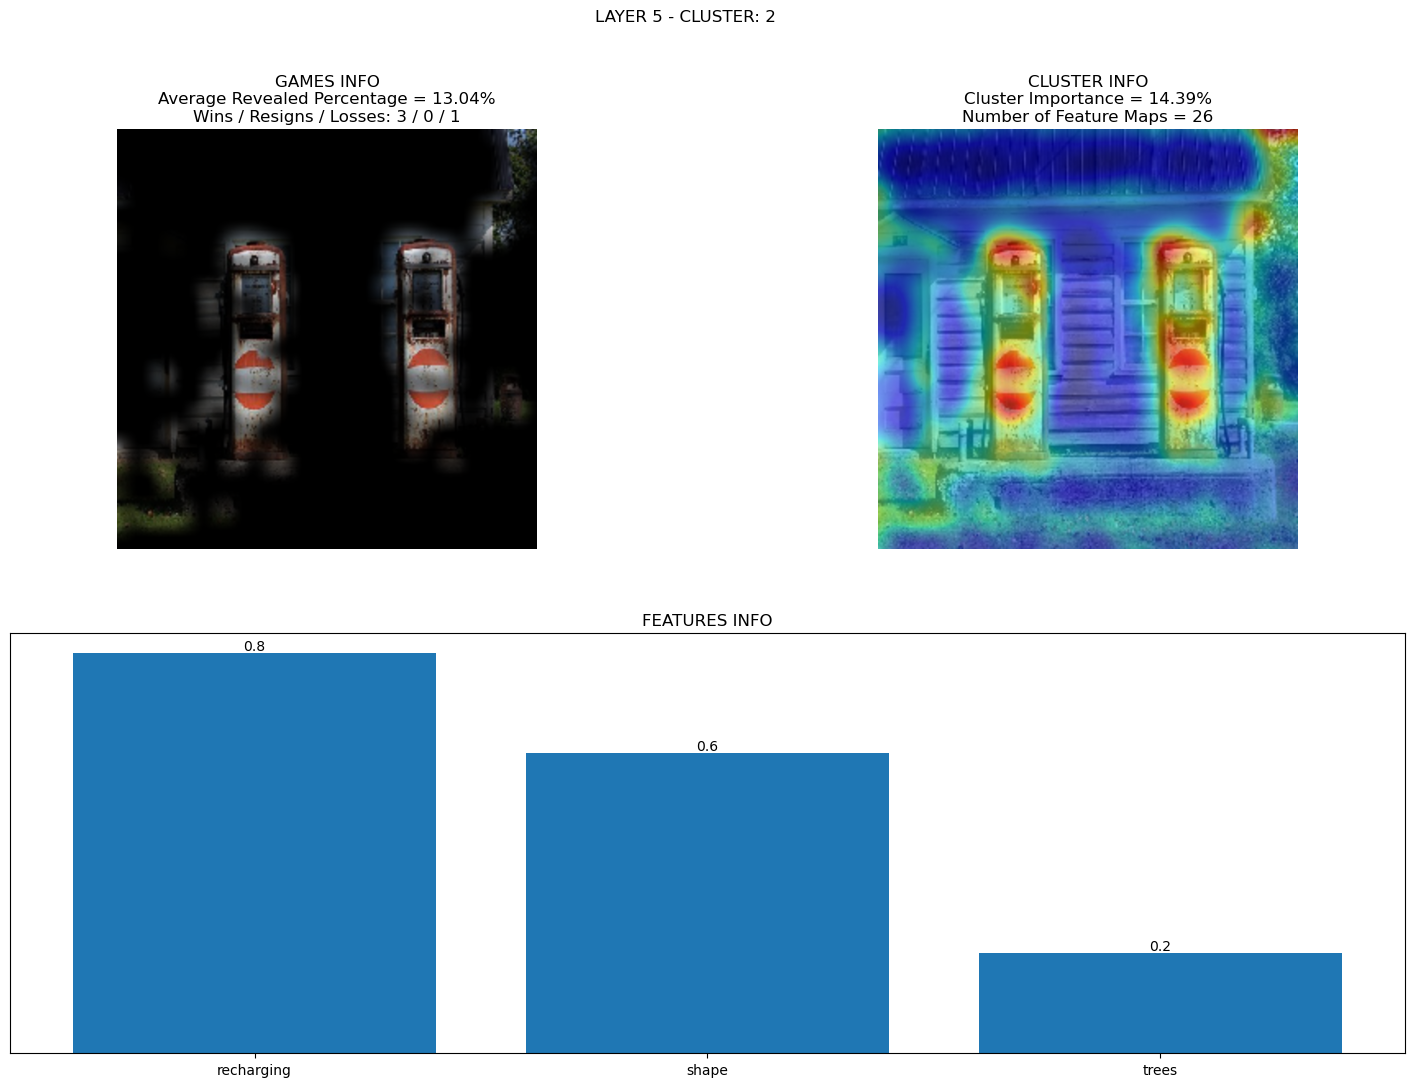 LAYER 5 - CLUSTER: 2
GAMES INFO
Average Revealed Percentage = 13.04%
Wins / Resigns / Losses: 3 / 0 / 1
CLUSTER INFO
Cluster Importance = 14.39%
Number of Feature Maps = 26
FEATURES INFO
0.8
0.6
0.2
recharging
shape
trees